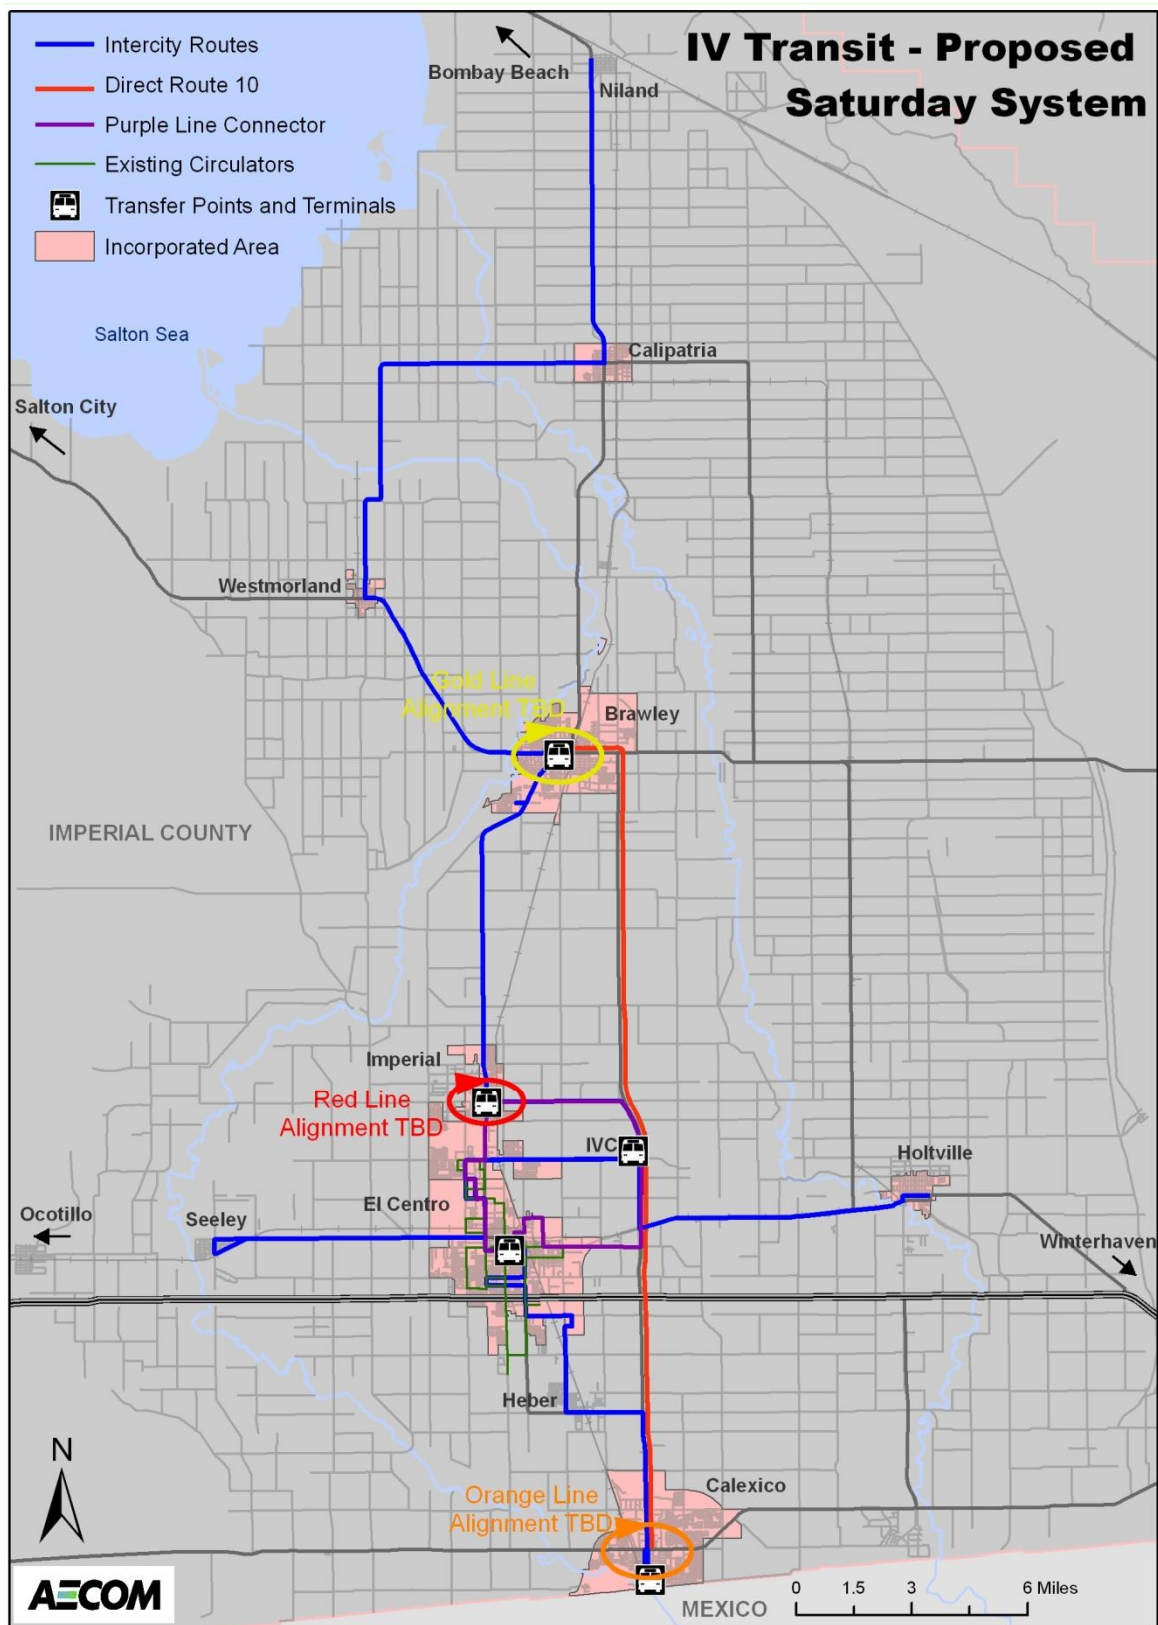 IV Transit - Proposed
Saturday System
Intercity Routes
Direct Route 10
Purple Line Connector
Existing Circulators
Transfer Points and Terminals
Incorporated Area
Bombay Beach
Niland
Salton Sea
Calipatria
Salton City
Westmorland
Gold Line
Alignment TBD
Brawley
IMPERIAL COUNTY
Imperial
Red Line
Alignment TBD
IVC
Holtville
El Centro
Ocotillo
Seeley
Winterhaven
Heber
N
Calexico
Orange Line
Alignment TBD
AECOM
0 1.5 3 6 Miles
MEXICO